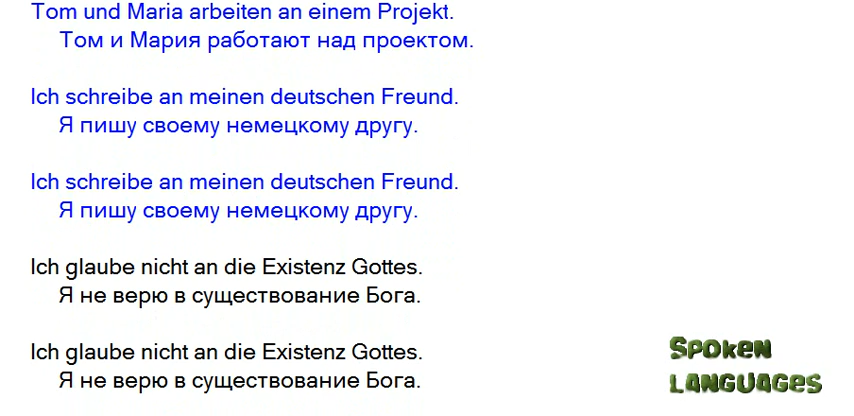 Tom und Maria arbeiten an einem Projekt.
Том и Мария работают над проектом.
Ich schreibe an meinen deutschen Freund.
Я пишу своему немецкому другу.
Ich schreibe an meinen deutschen Freund.
Я пишу своему немецкому другу.
Ich glaube nicht an die Existenz Gottes.
Я не верю в существование Бога.
Ich glaube nicht an die Existenz Gottes.
Я не верю в существование Бога.
Spoken
Languages